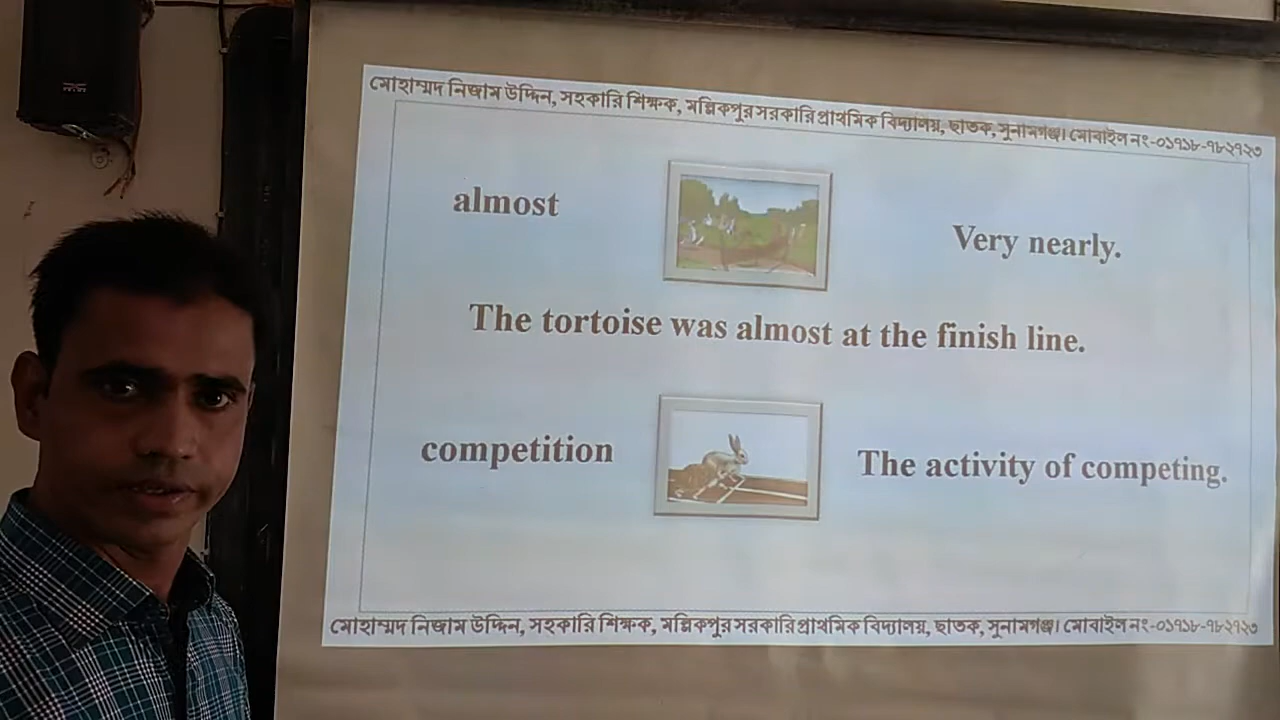 মোহাম্মদ নিজাম উদ্দিন, সহকারি শিক্ষক, মল্লিকপুর সরকারি প্রাথমিক বিদ্যালয়, ছাতক, সুনামগঞ্জ। মোবাইল নং-০১৭১৮-৭৮২৭২৩
almost
Very nearly.
The tortoise was almost at the finish line.
competition
The activity of competing.
মোহাম্মদ নিজাম উদ্দিন, সহকারি শিক্ষক, মল্লিকপুর সরকারি প্রাথমিক বিদ্যালয়, ছাতক, সুনামগঞ্জ। মোবাইল নং-০১৭১৮-৭৮২৭২৩